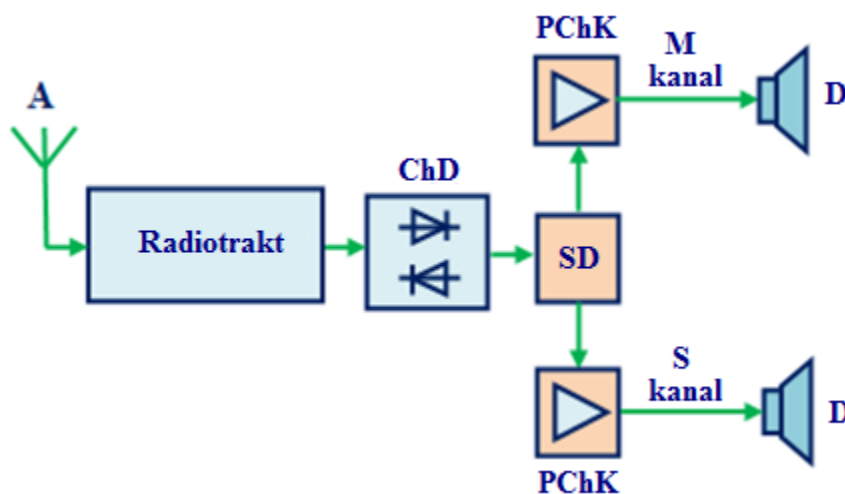 PChK
M
kanal
D
A
ChD
Radiotrakt
SD
S
kanal
D
PChK